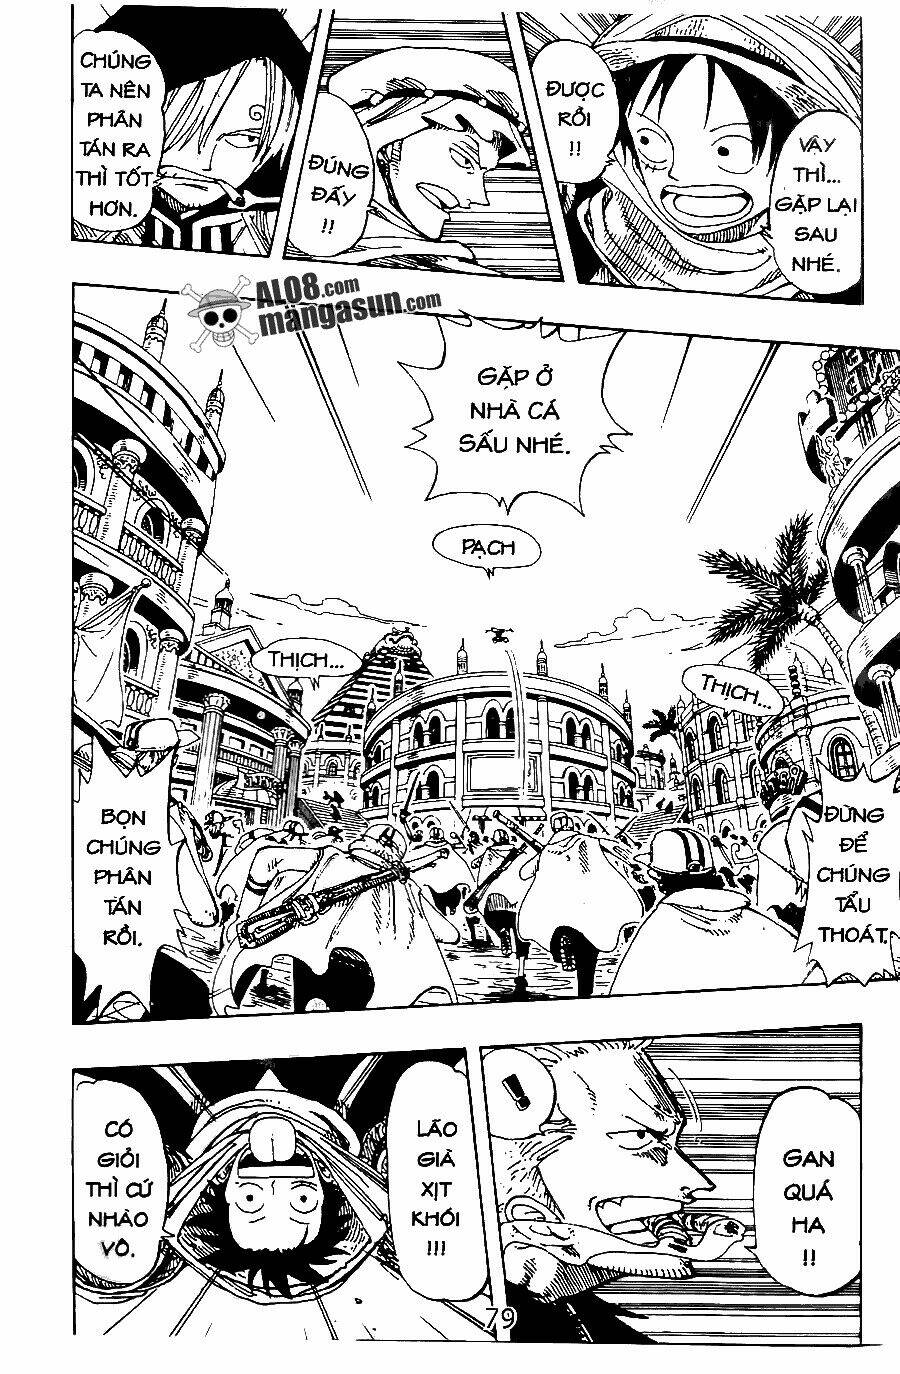 VẬY
THÌ...
GẶP LẠI
SAU
NHÉ.
ĐƯỢC
RỒI
!!
ĐÚNG
ĐẤY
!!
CHÚNG
TA NÊN
PHÂN
TÁN RA
THÌ TỐT
HƠN.
AL08.com
mangasun.com
GẶP Ở
NHÀ CÁ
SẤU NHÉ.
PẠCH
THỊCH...
THỊCH...
ĐỪNG
ĐỂ
CHÚNG
TẨU
THOÁT.
BỌN
CHÚNG
PHÂN
TÁN
RỒI.
!
GAN
QUÁ
HA
!!
LÃO
GIÀ
XỊT
KHÓI
!!!
CÓ
GIỎI
THÌ CỨ
NHÀO
VÔ.
79